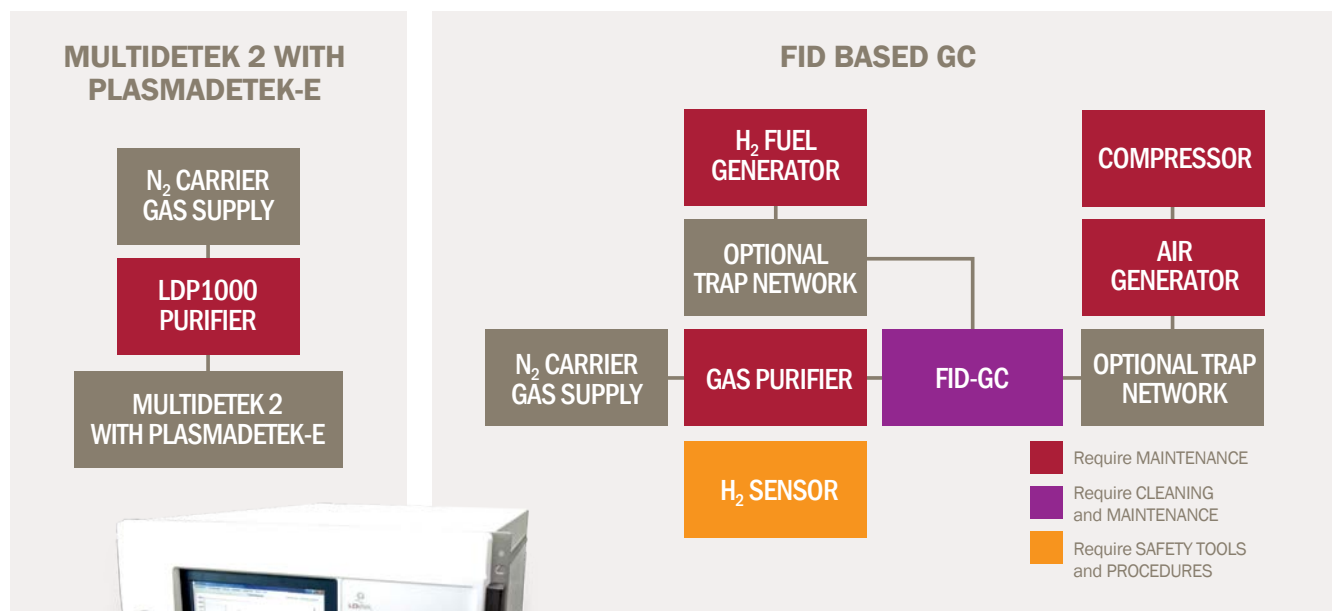 MULTIDETEK 2 WITH
PLASMADETEK-E
N₂ CARRIER
GAS SUPPLY
LDP1000
PURIFIER
MULTIDETEK 2
WITH PLASMADETEK-E
FID BASED GC
H₂ FUEL
GENERATOR
COMPRESSOR
OPTIONAL
TRAP NETWORK
AIR
GENERATOR
N₂ CARRIER
GAS SUPPLY
GAS PURIFIER
FID-GC
OPTIONAL TRAP
NETWORK
H₂ SENSOR
Require MAINTENANCE
Require CLEANING
and MAINTENANCE
Require SAFETY TOOLS
and PROCEDURES